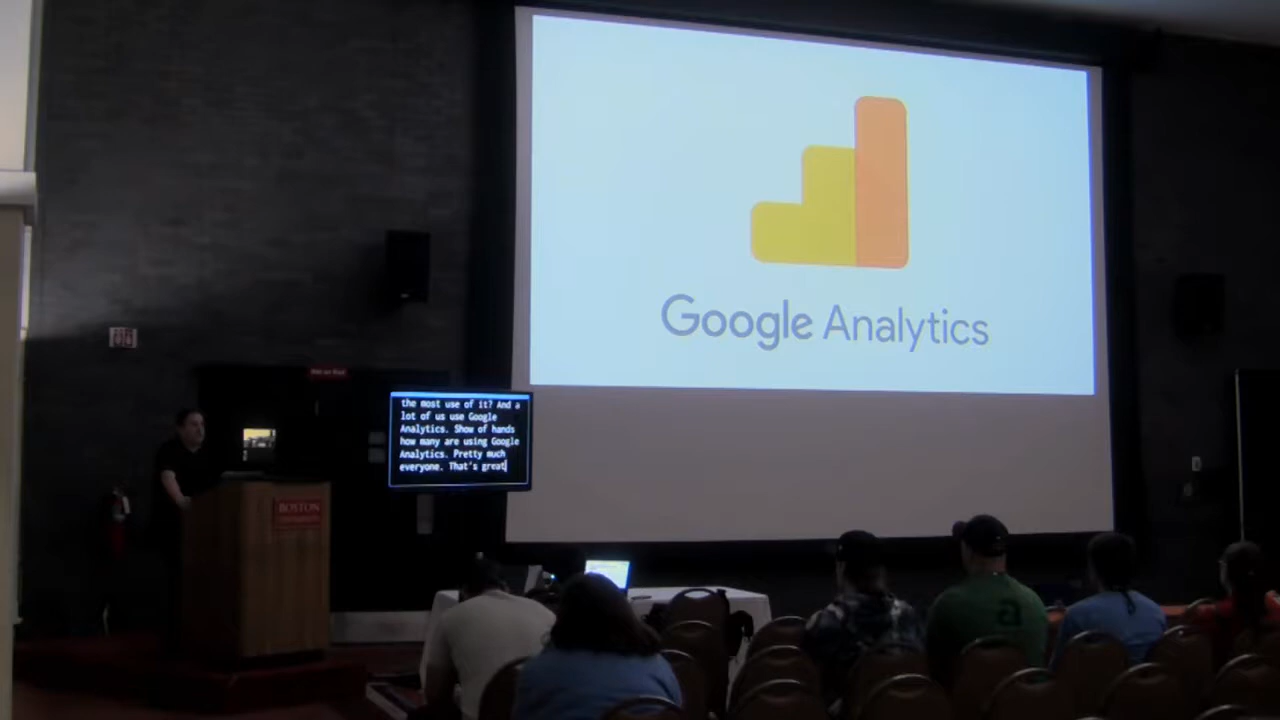 Google Analytics
the most use of it? And a
lot of us use Google
Analytics. Show of hands
how many are using Google
Analytics. Pretty much
everyone. That's great
BOSTON
a